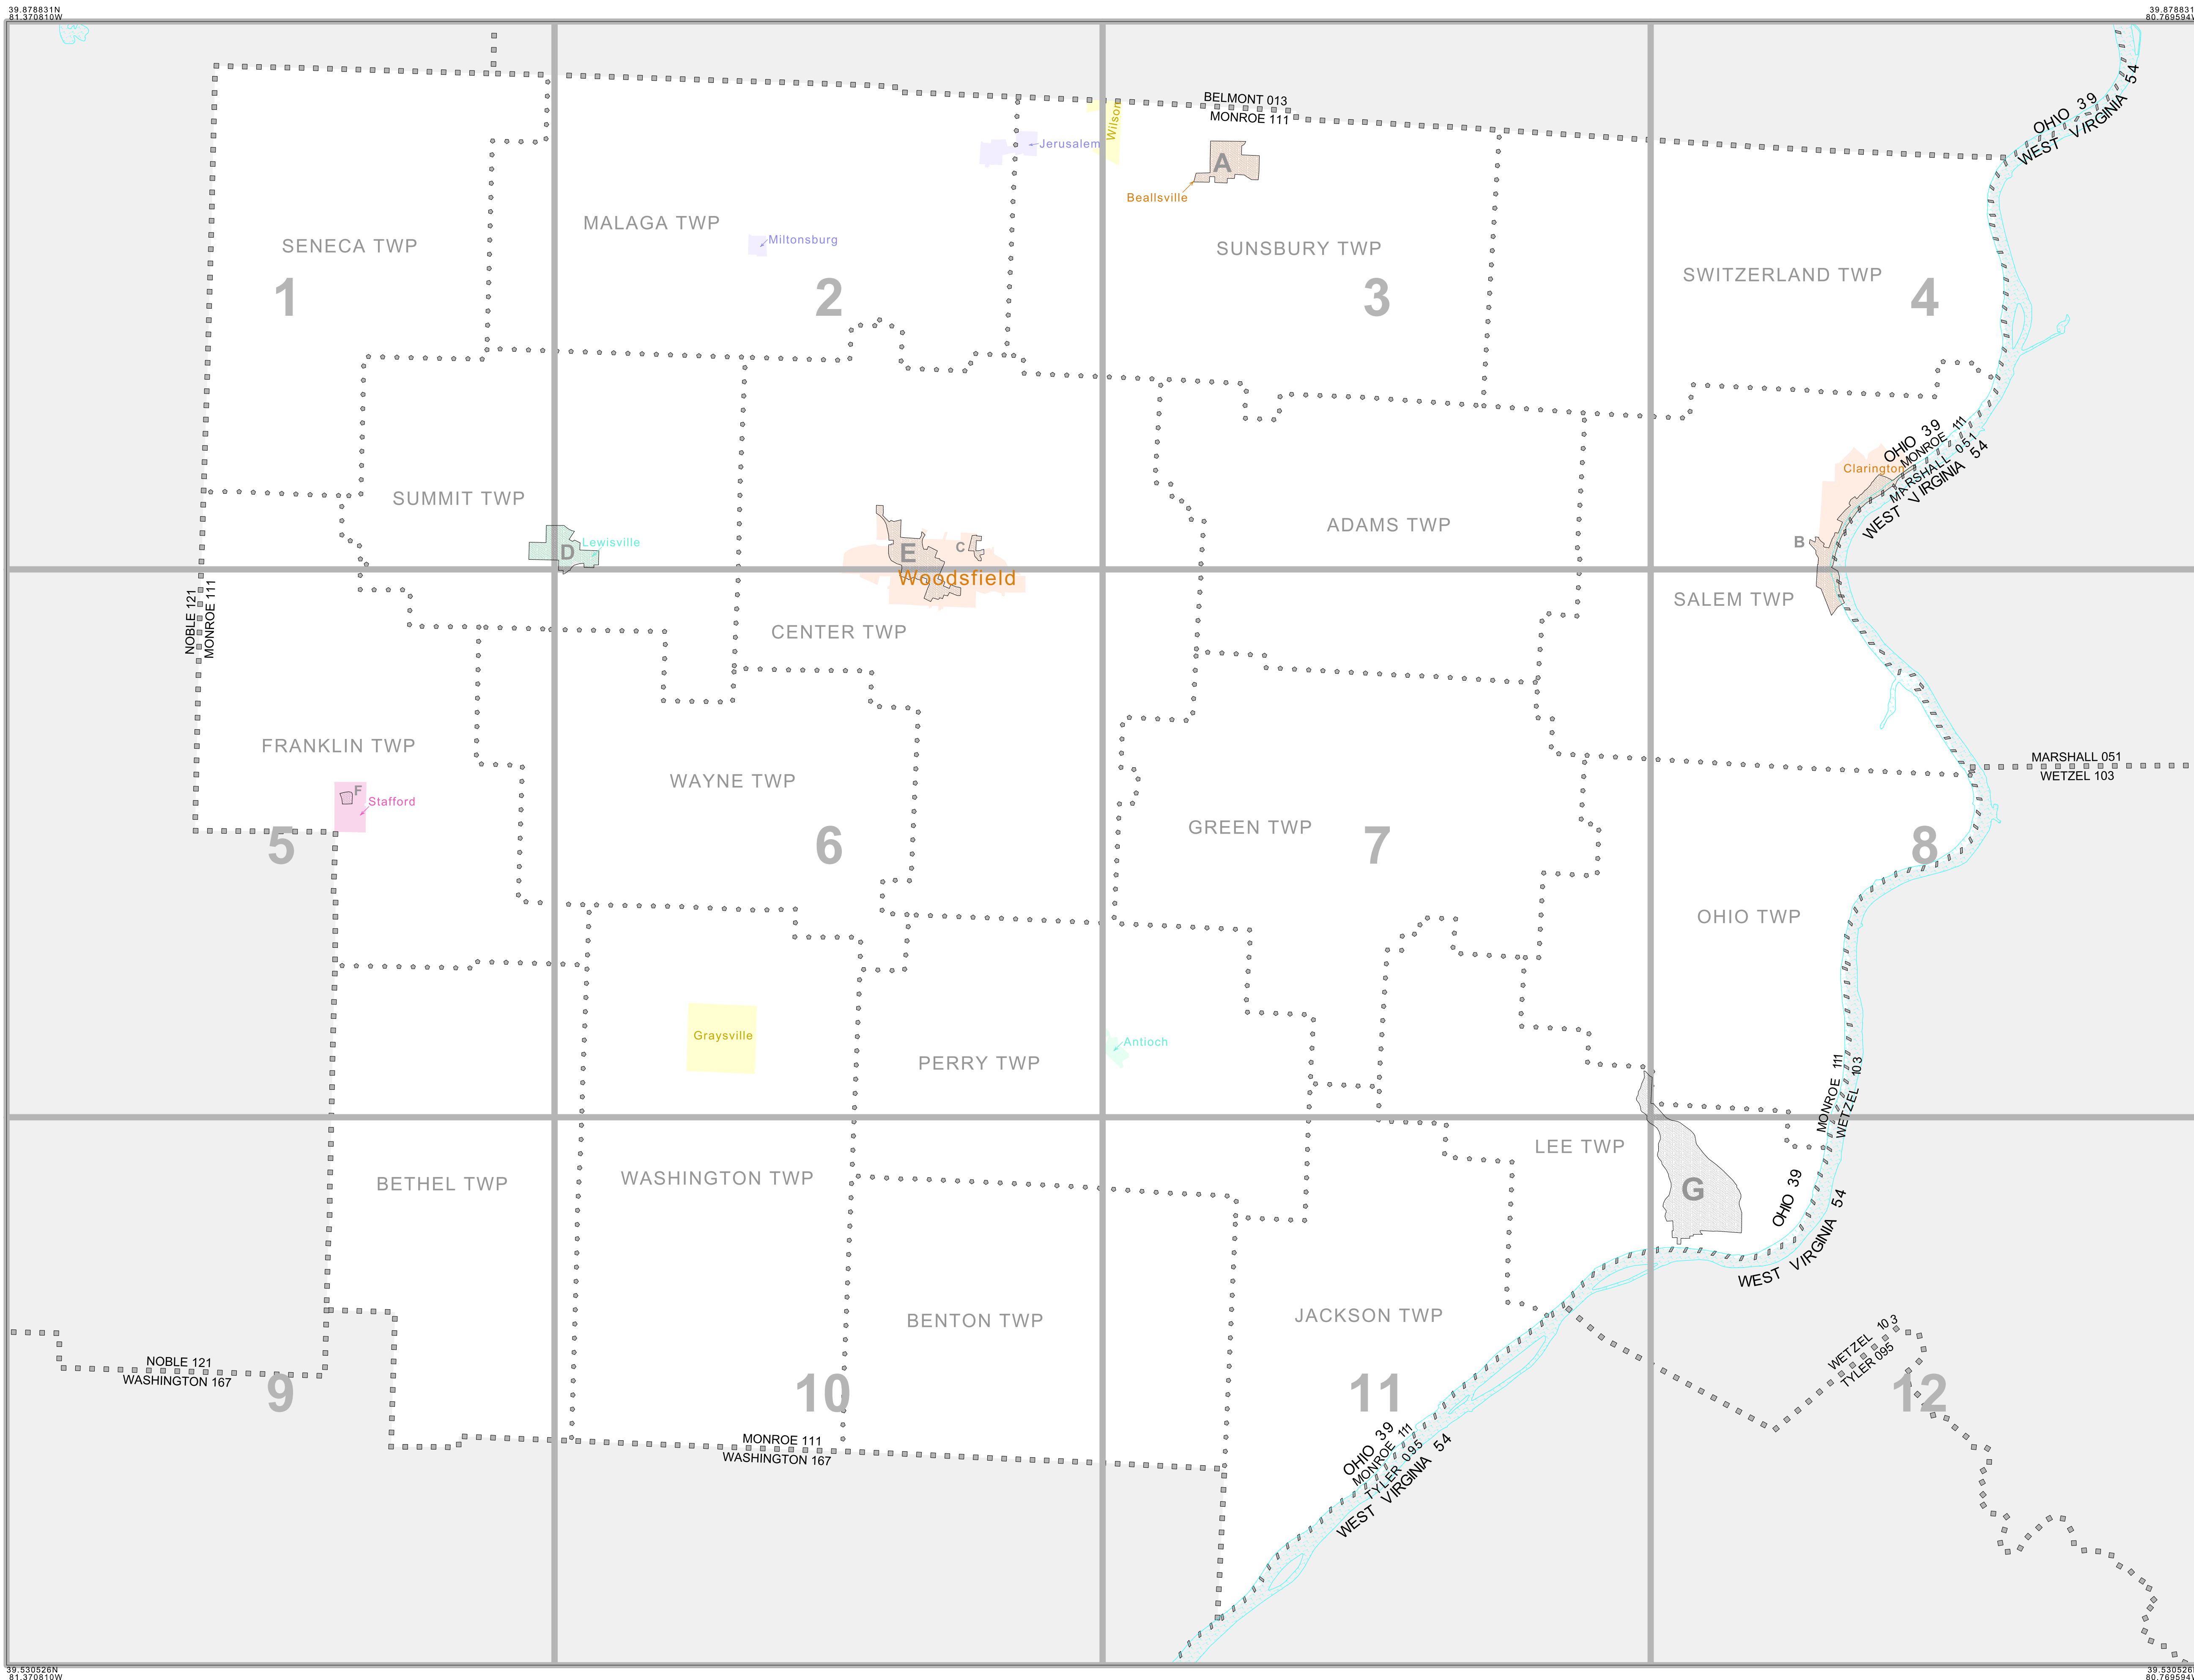 39.878831N
81.370810W
39.878831
80.769594W
BELMONT 013
MONROE 111
OHIO 39
WEST VIRGINIA 54
Wilson
Jerusalem
A
Beallsville
MALAGA TWP
SENECA TWP
Miltonsburg
SUNSBURY TWP
SWITZERLAND TWP
1
2
3
4
OHIO 39
MONROE 111
MARSHALL 051
WEST VIRGINIA 54
Clarington
SUMMIT TWP
ADAMS TWP
B
Lewisville
D
E
C
Woodsfield
NOBLE 121
MONROE 111
SALEM TWP
CENTER TWP
FRANKLIN TWP
MARSHALL 051
WETZEL 103
WAYNE TWP
F
Stafford
GREEN TWP
5
6
7
8
OHIO TWP
Graysville
Antioch
PERRY TWP
MONROE 111
WETZEL 103
LEE TWP
BETHEL TWP
WASHINGTON TWP
G
OHIO 39
WEST VIRGINIA 54
BENTON TWP
JACKSON TWP
NOBLE 121
WASHINGTON 167
WETZEL 103
TYLER 095
9
10
11
12
MONROE 111
WASHINGTON 167
OHIO 39
MONROE 111
TYLER 095
WEST VIRGINIA 54
39.530526N
81.370810W
39.530526N
80.769594W